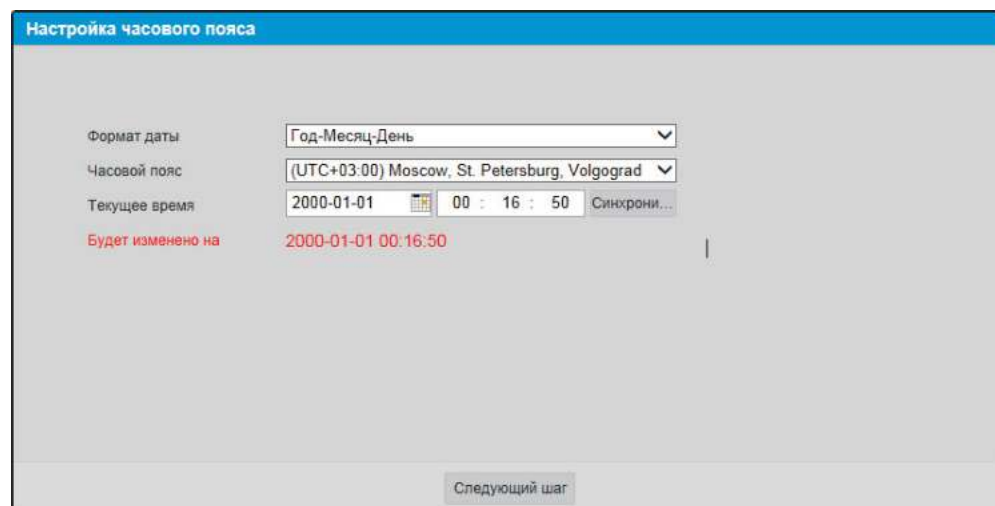 Настройка часового пояса
Формат даты Год-Месяц-День
Часовой пояс (UTC+03:00) Moscow, St. Petersburg, Volgograd
Текущее время 2000-01-01 00 : 16 : 50 Синхрони...
Будет изменено на 2000-01-01 00:16:50
Следующий шаг